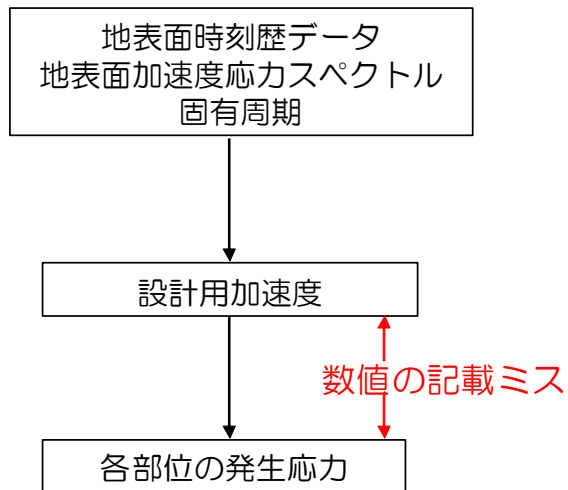 地表面時刻歴データ
地表面加速度応力スペクトル
固有周期
設計用加速度
数値の記載ミス
各部位の発生応力